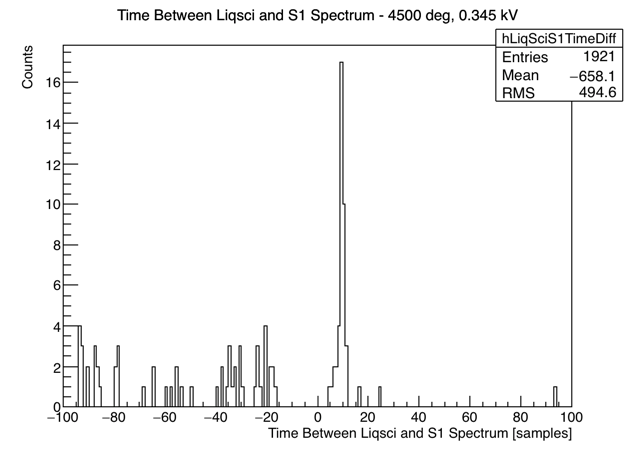 Time Between Liqsci and S1 Spectrum - 4500 deg, 0.345 kV
hLiqSciS1TimeDiff
Entries 1921
Mean −658.1
RMS 494.6
Counts
16
14
12
10
8
6
4
2
0
−100 −80 −60 −40 −20 0 20 40 60 80 100
Time Between Liqsci and S1 Spectrum [samples]